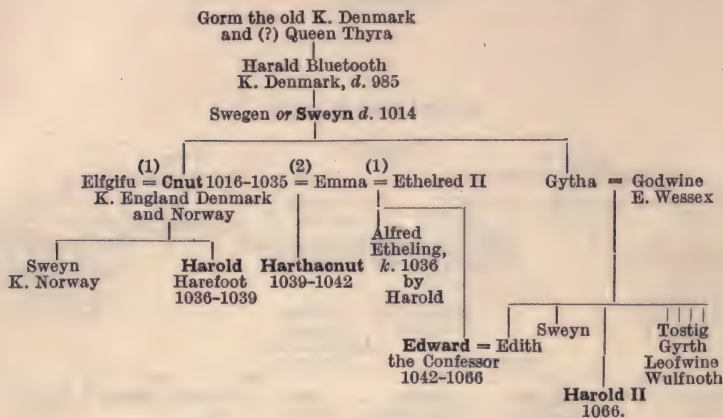 Gorm the old K. Denmark
and (?) Queen Thyra
Harald Bluetooth
K. Denmark, d. 985
Swegen or Sweyn d. 1014
(1) (2) (1)
Elfgifu = Cnut 1016-1035 = Emma = Ethelred II Gytha = Godwine
K. England Denmark E. Wessex
and Norway
Alfred
Etheling,
k. 1036
by
Harold
Sweyn
K. Norway
Harold
Harefoot
1036-1039
Harthacnut
1039-1042
Edward = Edith
the Confessor
1042-1066
Sweyn
Harold II
1066.
Tostig
Gyrth
Leofwine
Wulfnoth